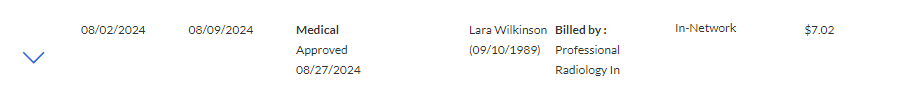 08/02/2024 08/09/2024 Medical Lara Wilkinson Billed by : In-Network $7.02
Approved (09/10/1989) Professional
08/27/2024 Radiology In